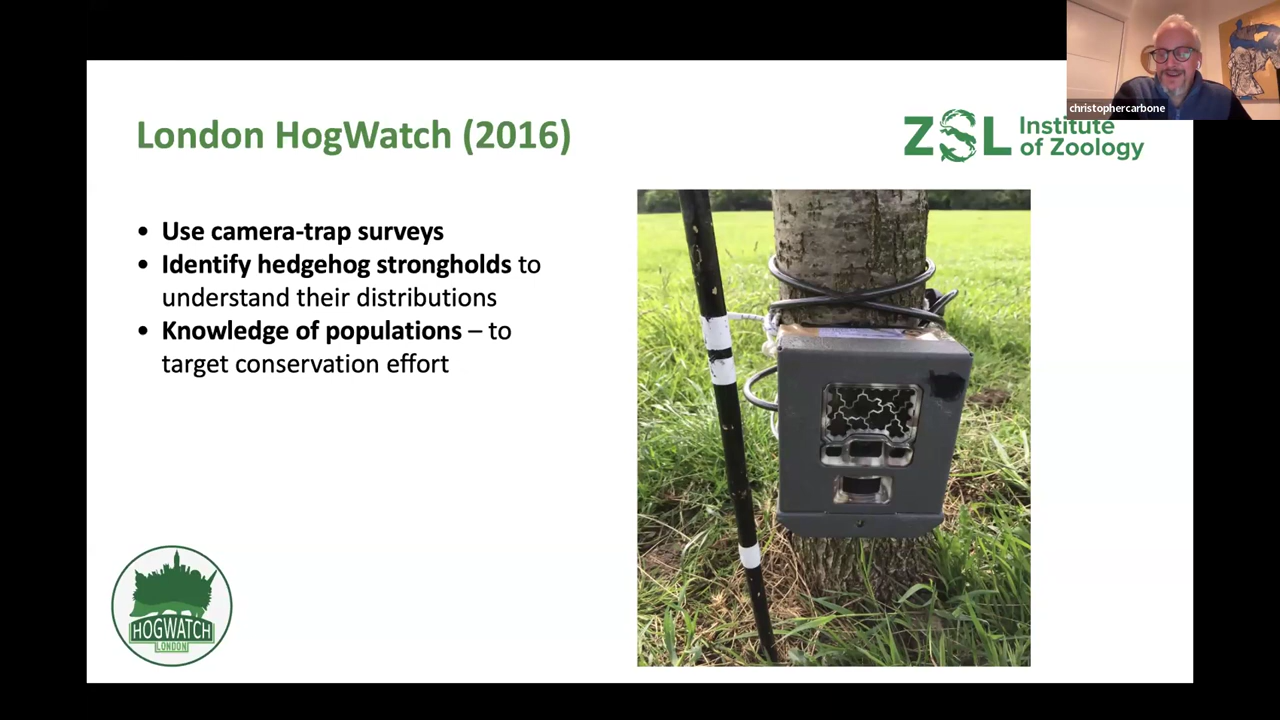 christophercarbone
London HogWatch (2016)
ZSL Institute
of Zoology
• Use camera-trap surveys
• Identify hedgehog strongholds to
understand their distributions
• Knowledge of populations – to
target conservation effort
HOGWATCH
LONDON